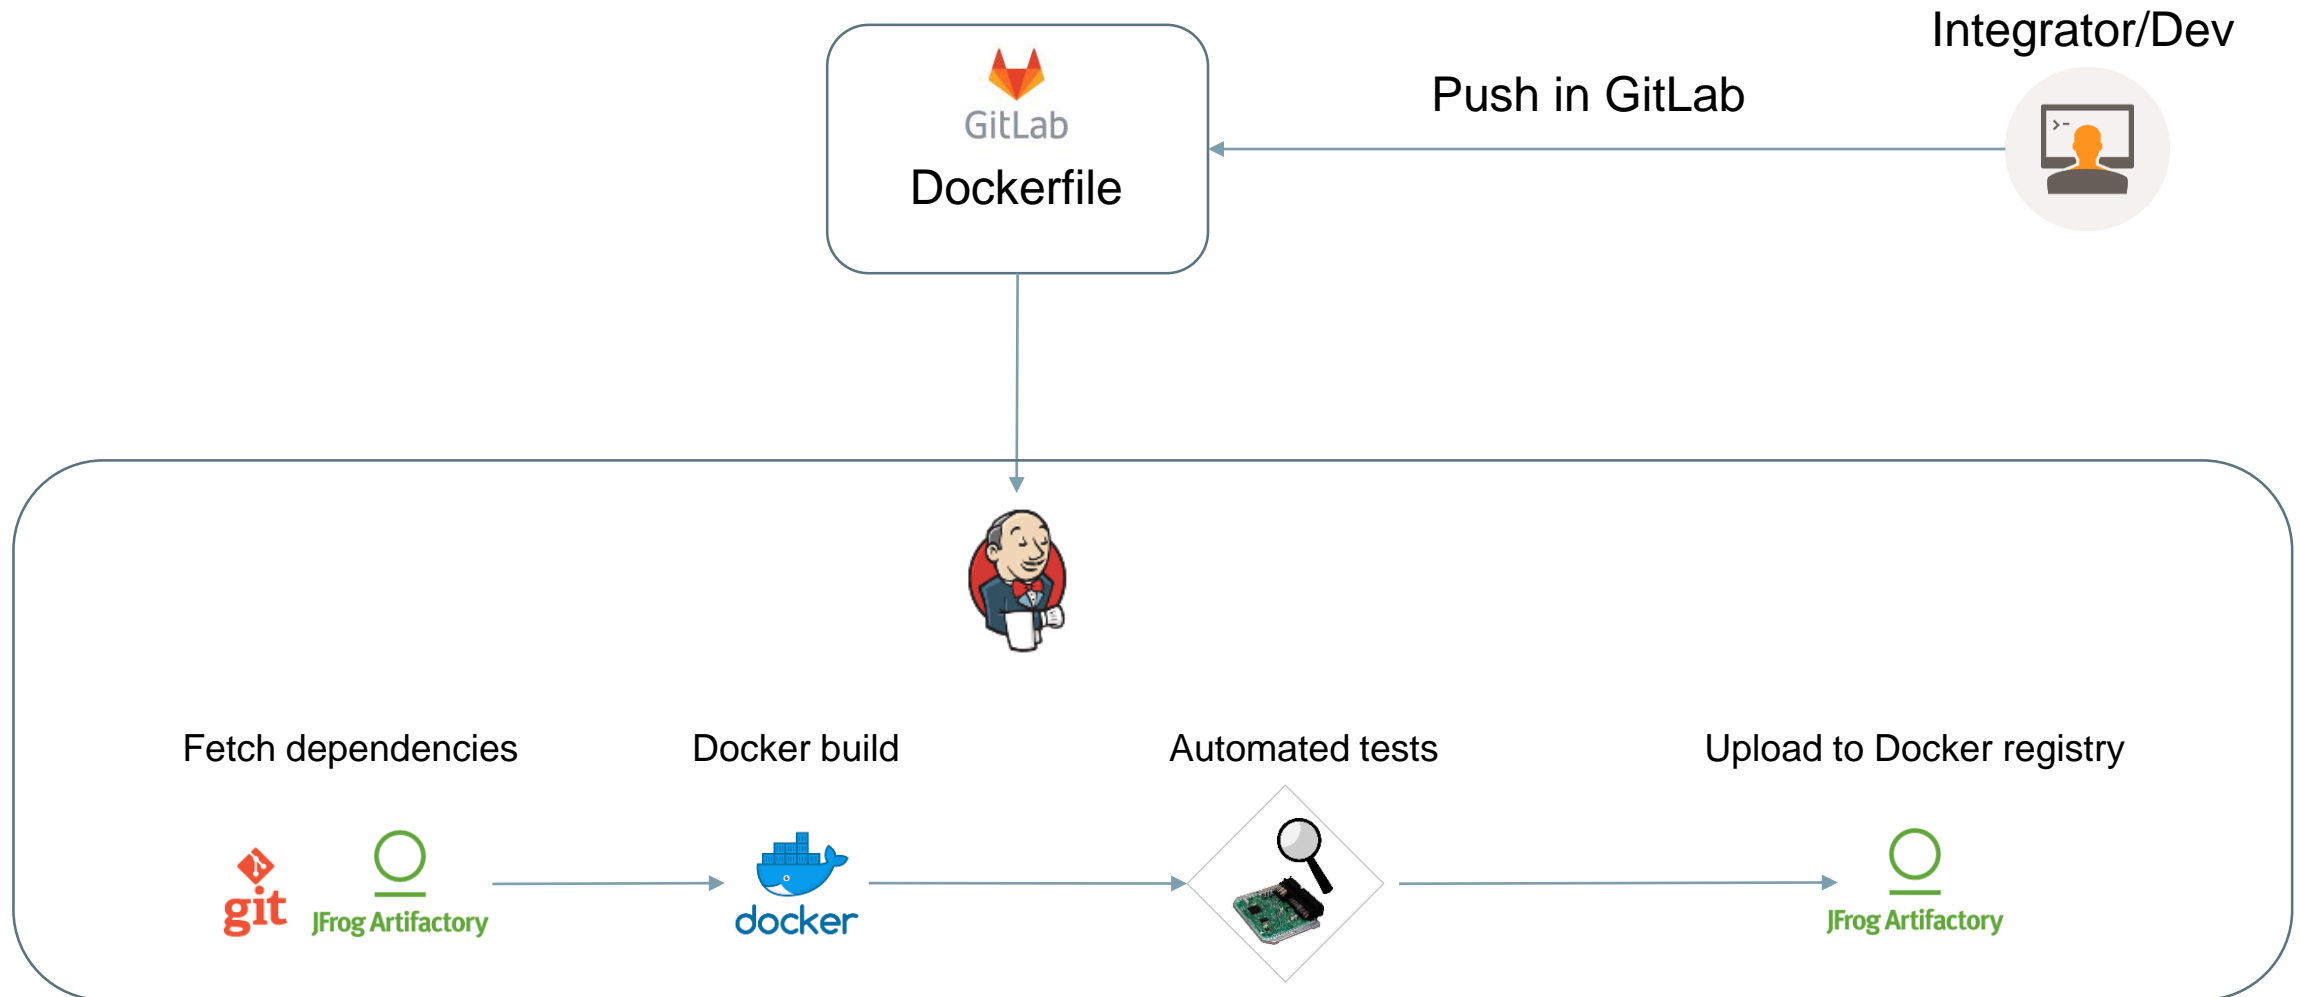 Integrator/Dev
Push in GitLab
>-
GitLab
Dockerfile
Fetch dependencies
Docker build
Automated tests
Upload to Docker registry
git
JFrog Artifactory
docker
JFrog Artifactory